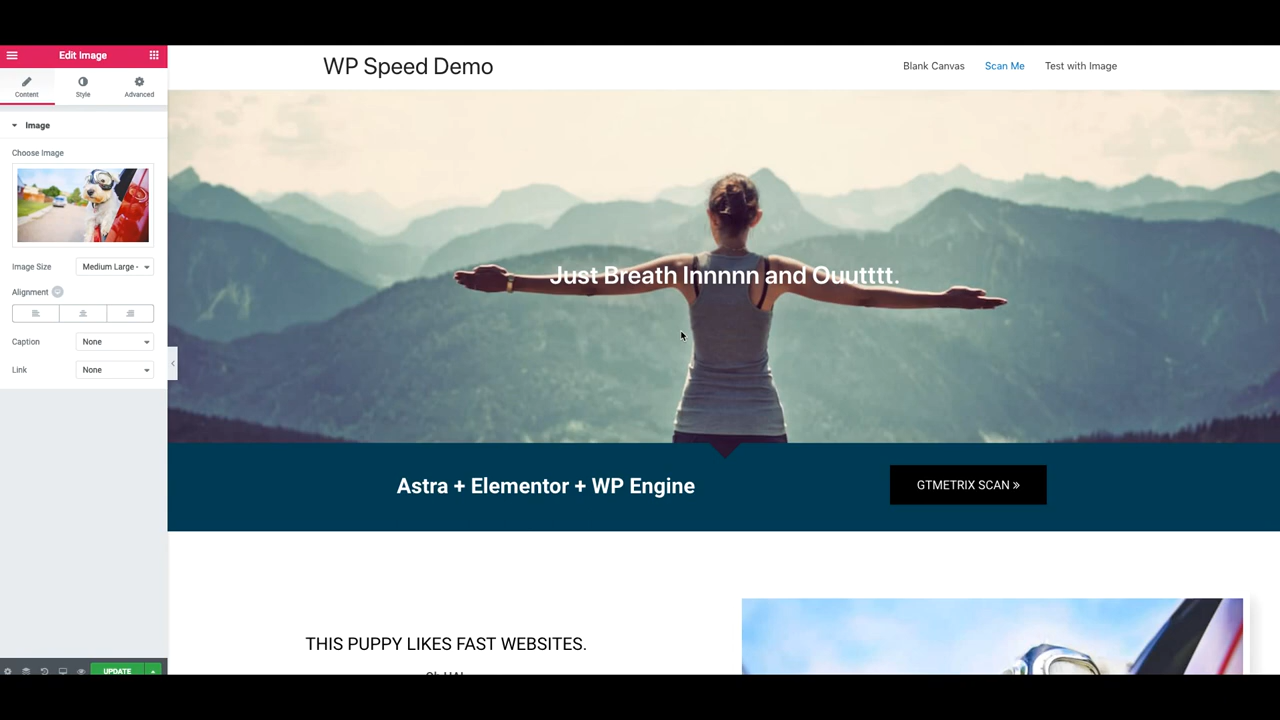 Edit Image
Content
Style
Advanced
Image
Choose Image
Image Size
Medium Large -
Alignment
Caption
None
Link
None
UPDATE
WP Speed Demo
Blank Canvas
Scan Me
Test with Image
Just Breath Innnnn and Ouutttt.
Astra + Elementor + WP Engine
GTMETRIX SCAN »
THIS PUPPY LIKES FAST WEBSITES.